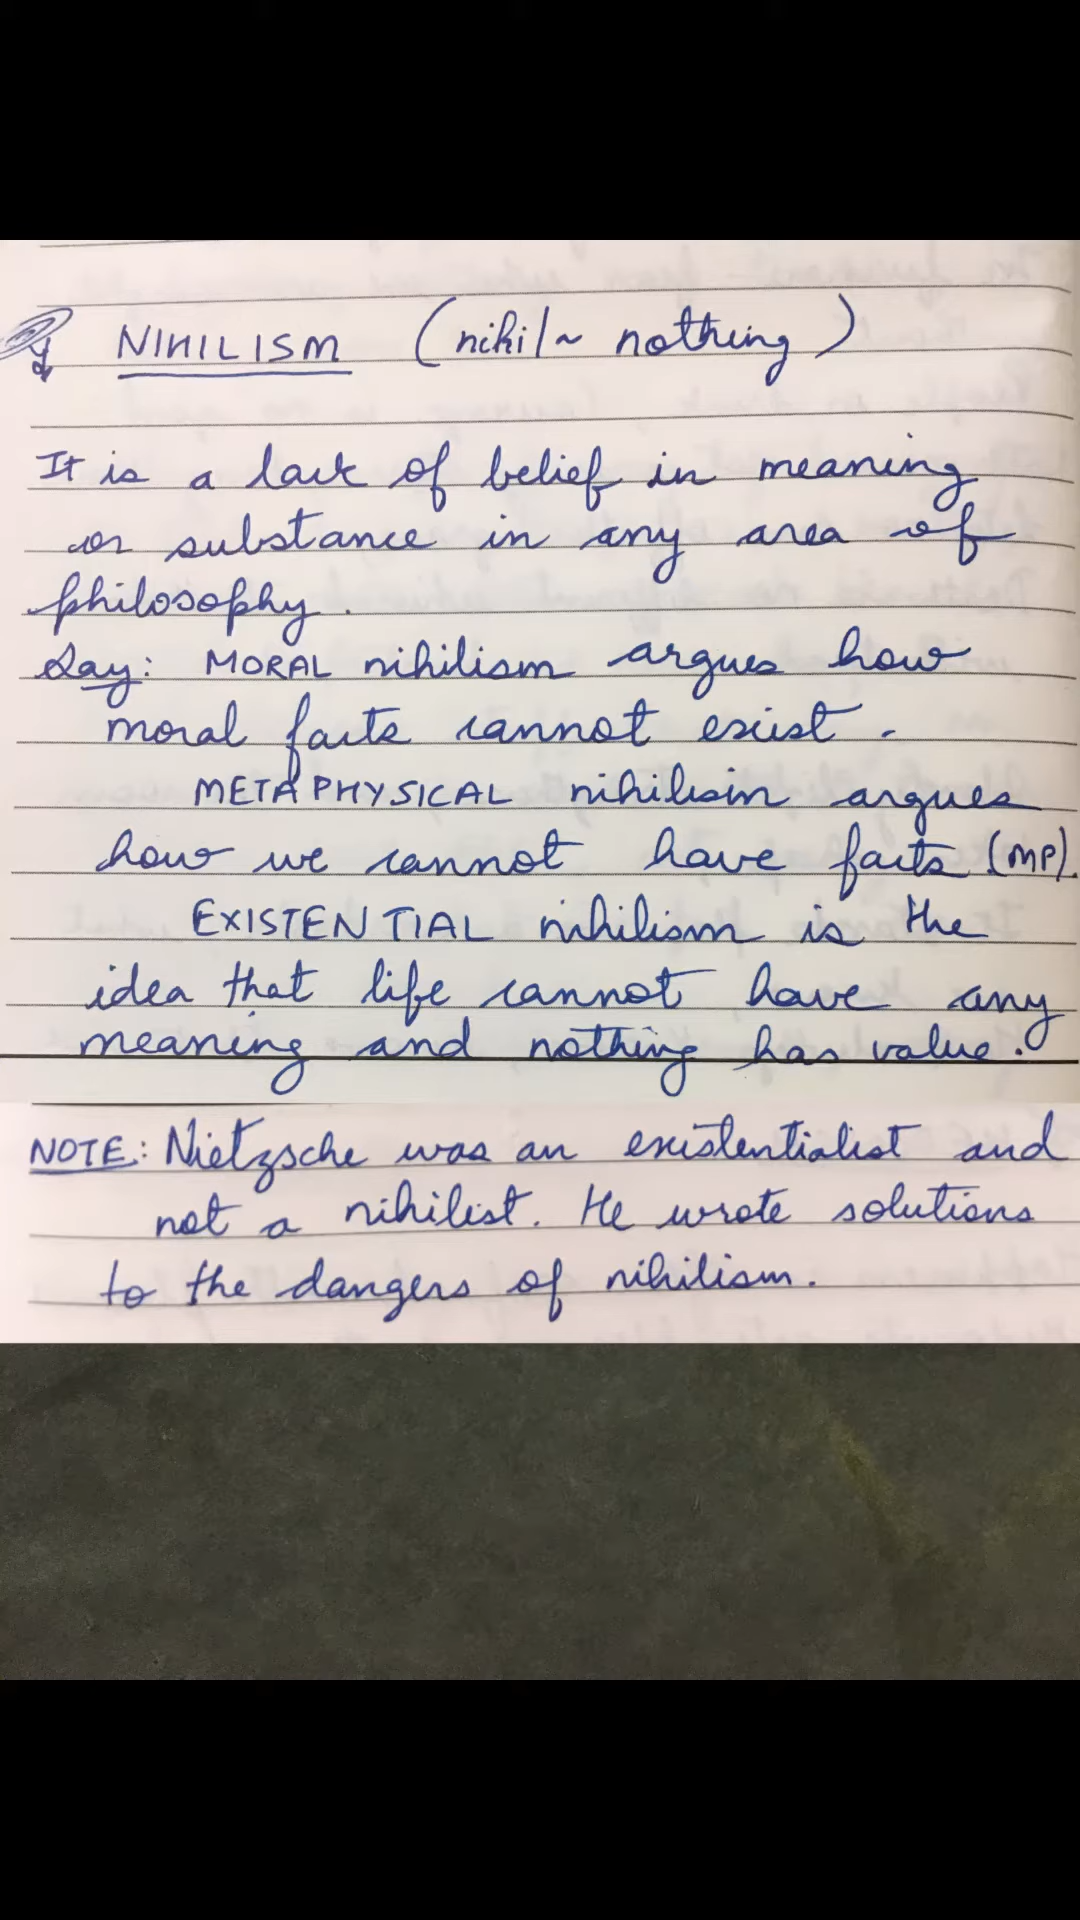 NIHILISM (nihil ~ nothing)
It is a lack of belief in meaning
or substance in any area of
philosophy.
Say: MORAL nihilism argues how
moral facts cannot exist.
METAPHYSICAL nihilism argues
how we cannot have facts (MP).
EXISTENTIAL nihilism is the
idea that life cannot have any
meaning and nothing has value.
NOTE: Nietzsche was an existentialist and
not a nihilist. He wrote solutions
to the dangers of nihilism.